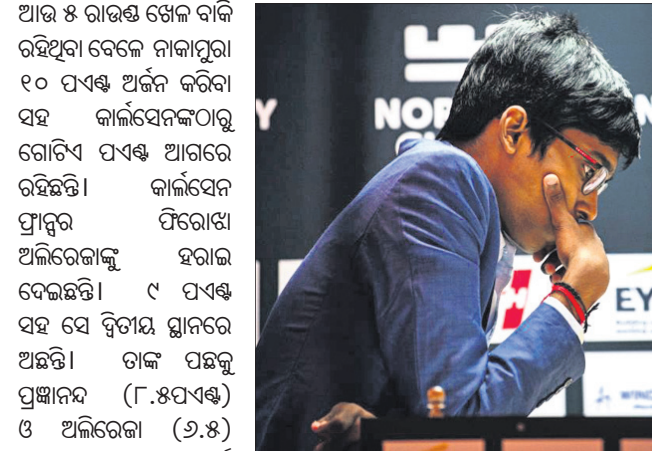 ଆଉ ୫ ରାଉଣ୍ଡ ଖେଳ ବାକି
ରହିଥିବା ବେଳେ ନାକାମୁରା
୧୦ ପଏଣ୍ଟ ଅର୍ଜନ କରିବା
ସହ କାର୍ଲସେନଙ୍କଠାରୁ
ଗୋଟିଏ ପଏଣ୍ଟ ଆଗରେ
ରହିଛନ୍ତି। କାର୍ଲସେନ
ଫ୍ରାନ୍ସର ଫିରୋଖା
ଅଲିରେଜାଙ୍କୁ ହରାଇ
ଦେଇଛନ୍ତି। ୯ ପଏଣ୍ଟ
ସହ ସେ ଦ୍ୱିତୀୟ ସ୍ଥାନରେ
ଅଛନ୍ତି। ତାଙ୍କ ପଛକୁ
ପ୍ରଜ୍ଞାନନ୍ଦ (୮.୫ପଏଣ୍ଟ)
ଓ ଅଲିରେଜା (୬.୫)
Y
NOR
N
EY